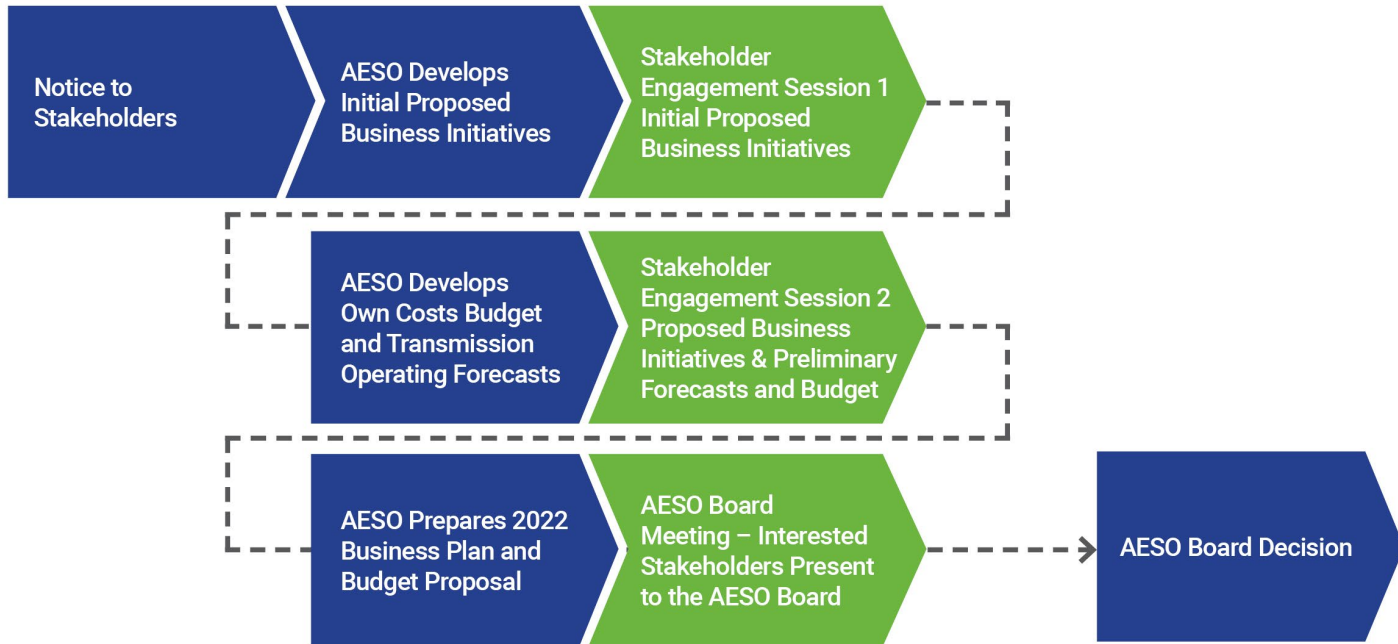 Notice to
Stakeholders
AESO Develops
Initial Proposed
Business Initiatives
Stakeholder
Engagement Session 1
Initial Proposed
Business Initiatives
AESO Develops
Own Costs Budget
and Transmission
Operating Forecasts
Stakeholder
Engagement Session 2
Proposed Business
Initiatives & Preliminary
Forecasts and Budget
AESO Prepares 2022
Business Plan and
Budget Proposal
AESO Board
Meeting – Interested
Stakeholders Present
to the AESO Board
AESO Board Decision